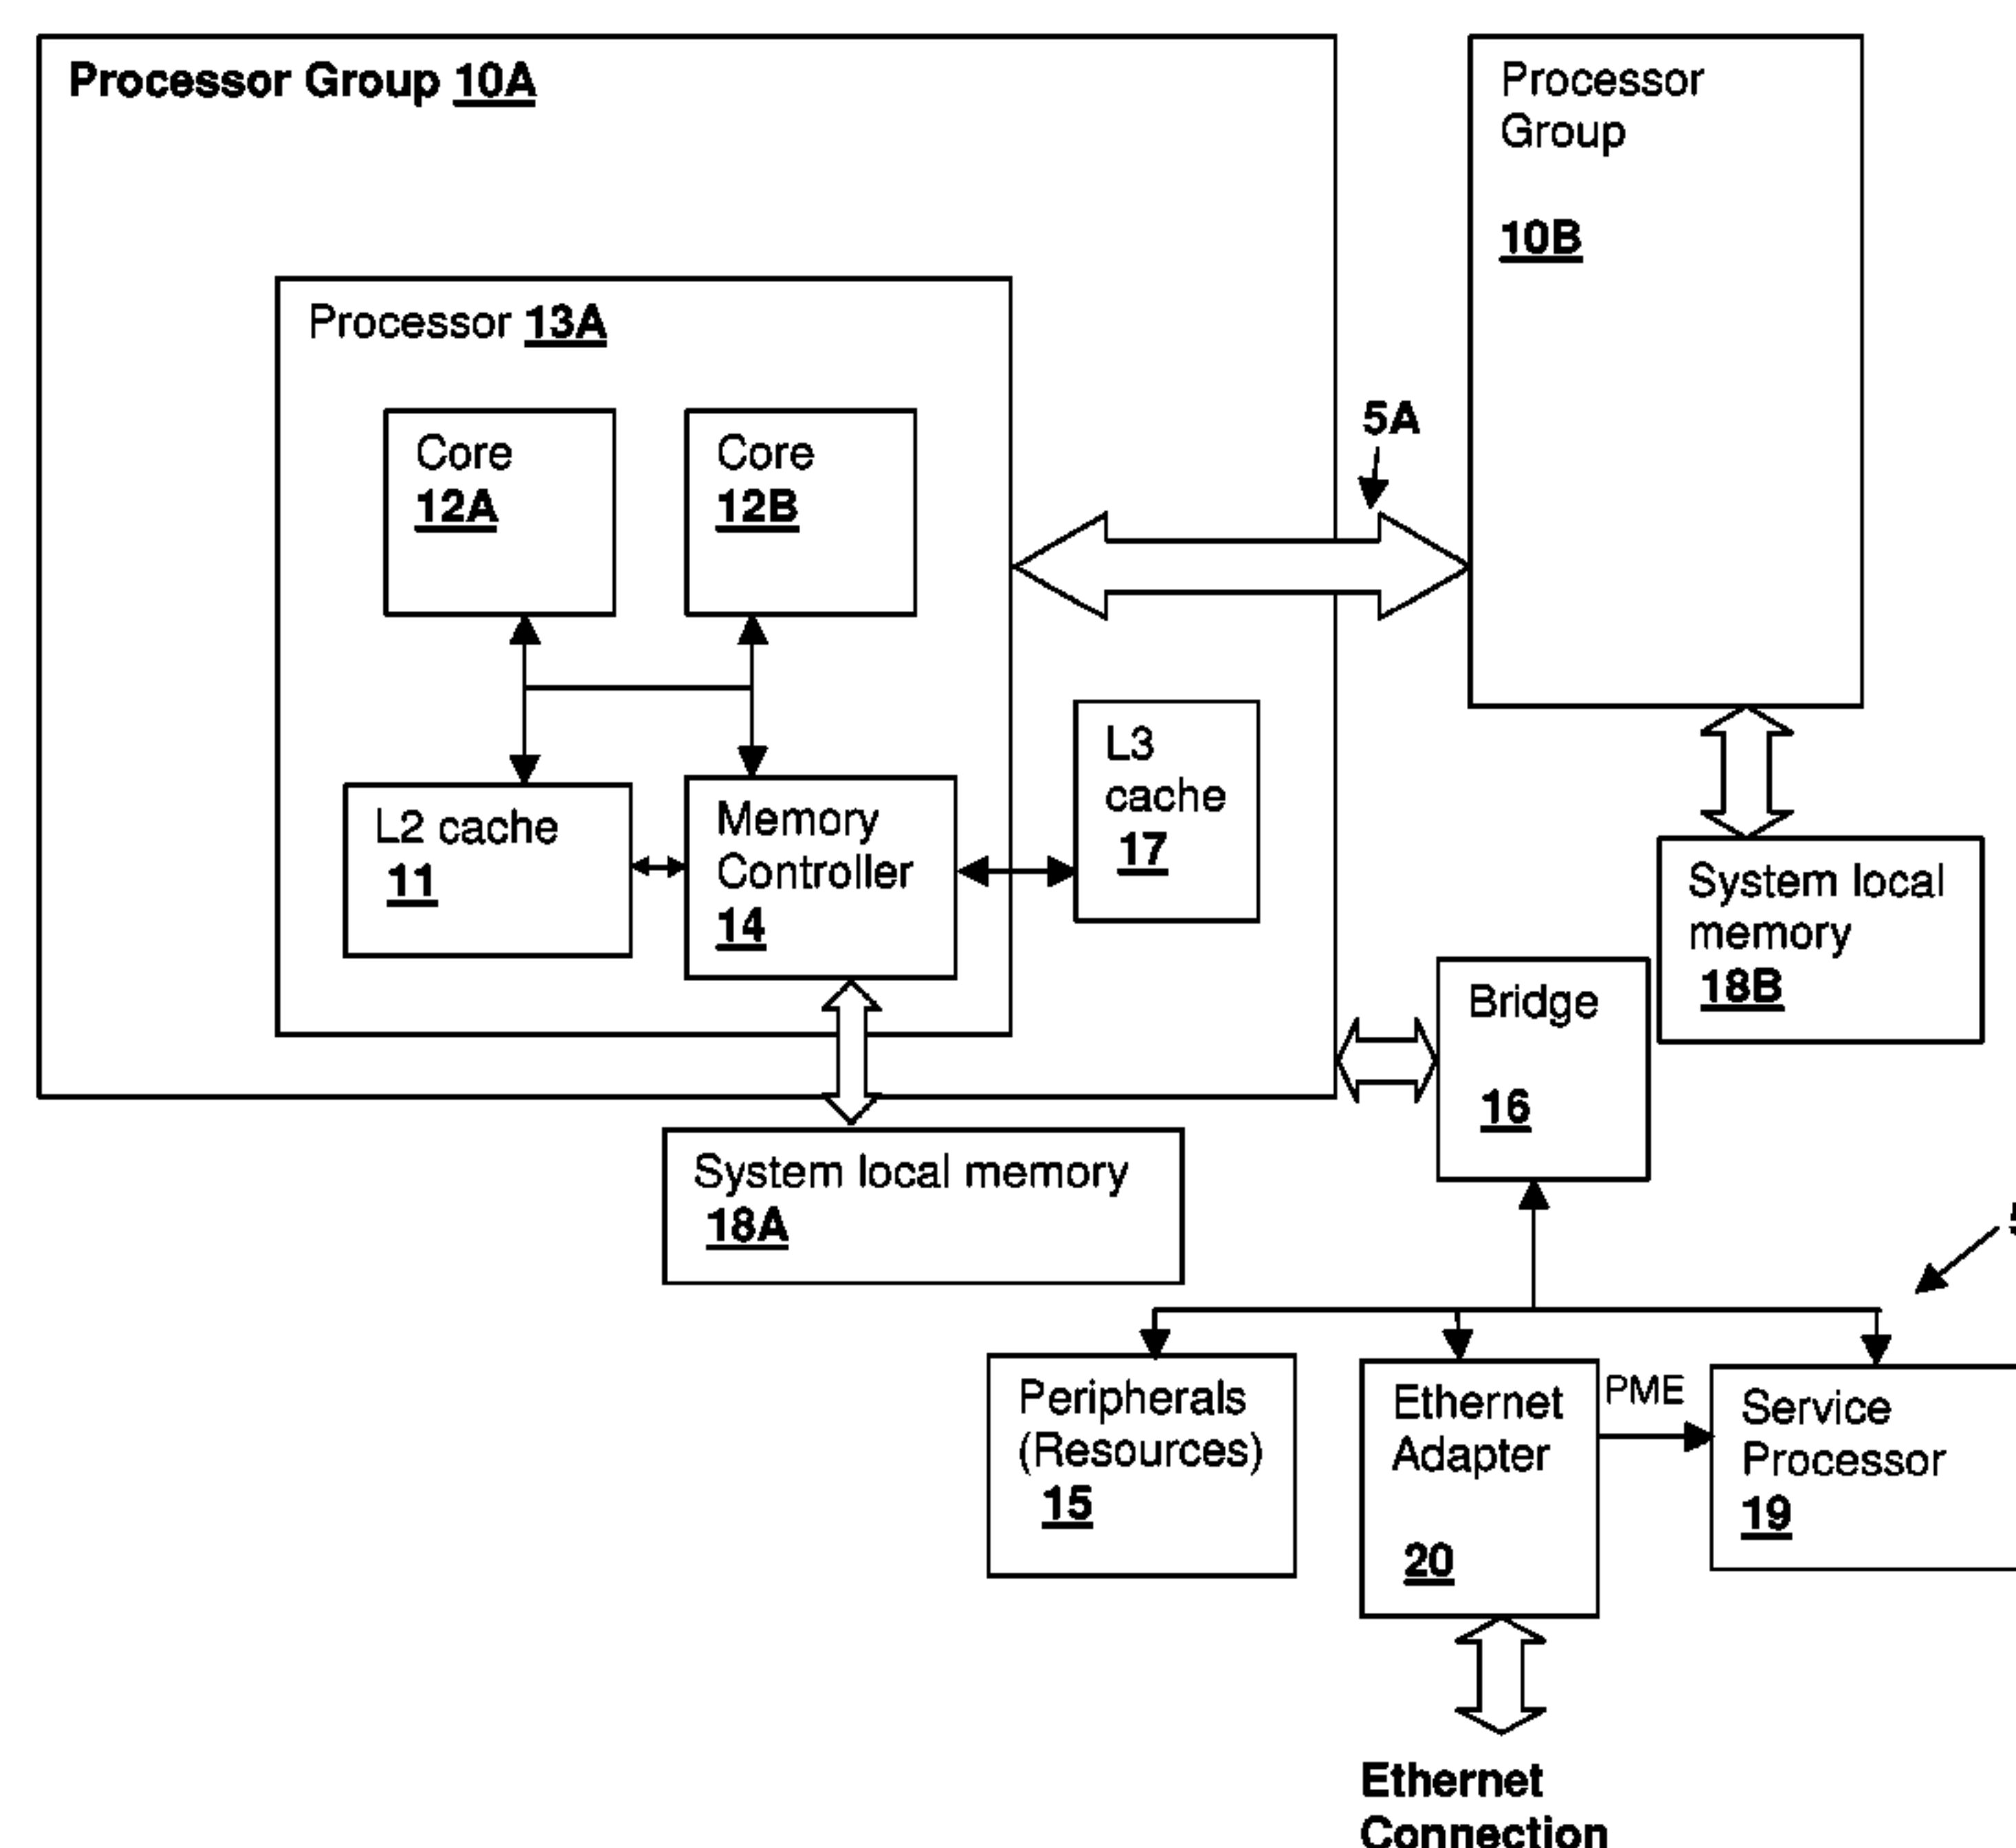 Processor Group 10A
Processor
Group
10B
Processor 13A
5A
Core
12A
Core
12B
L3
cache
17
L2 cache
11
Memory
Controller
14
System local
memory
18B
Bridge
16
System local memory
18A
Peripherals
(Resources)
15
Ethernet
Adapter
20
PME
Service
Processor
19
Ethernet
Connection